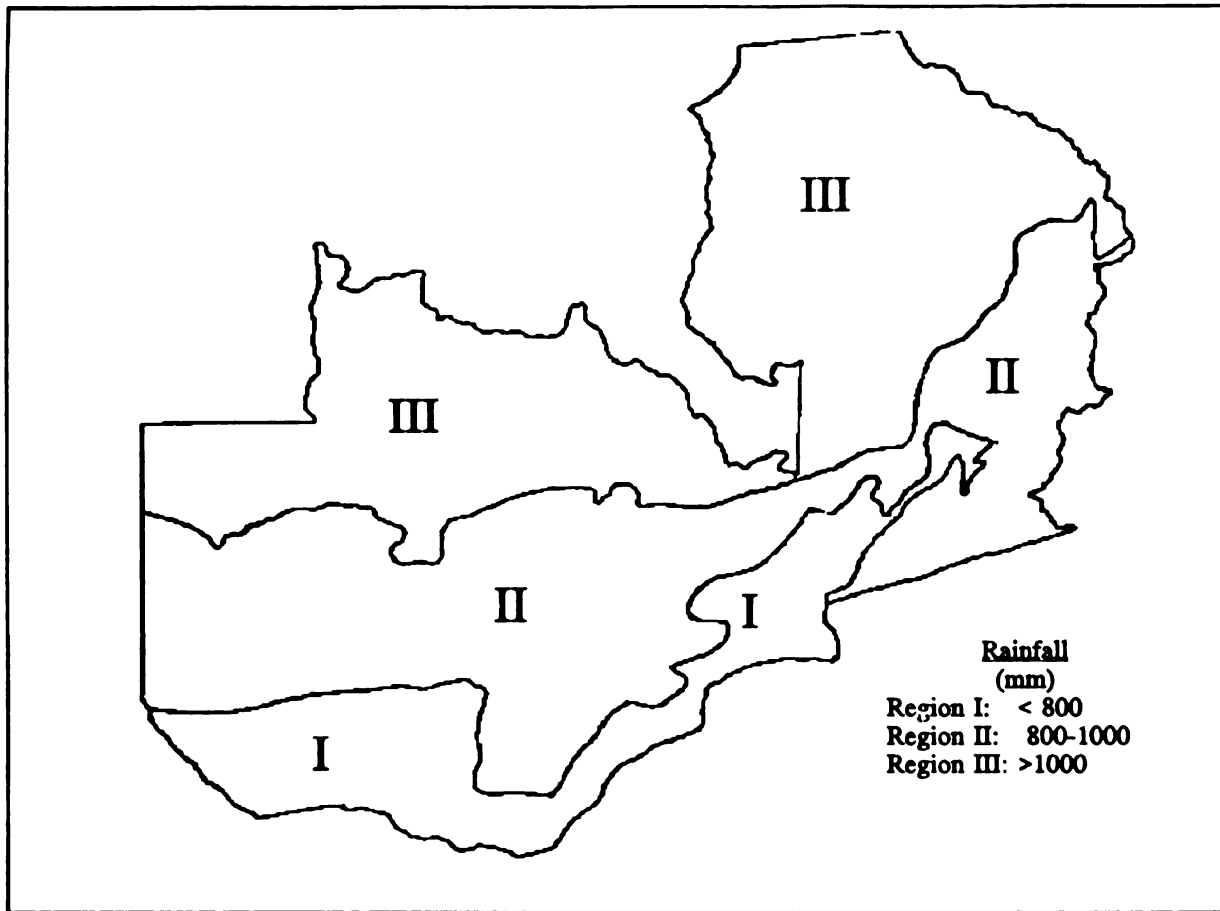 III
II
III
II
I
I
Rainfall
(mm)
Region I: < 800
Region II: 800-1000
Region III: >1000